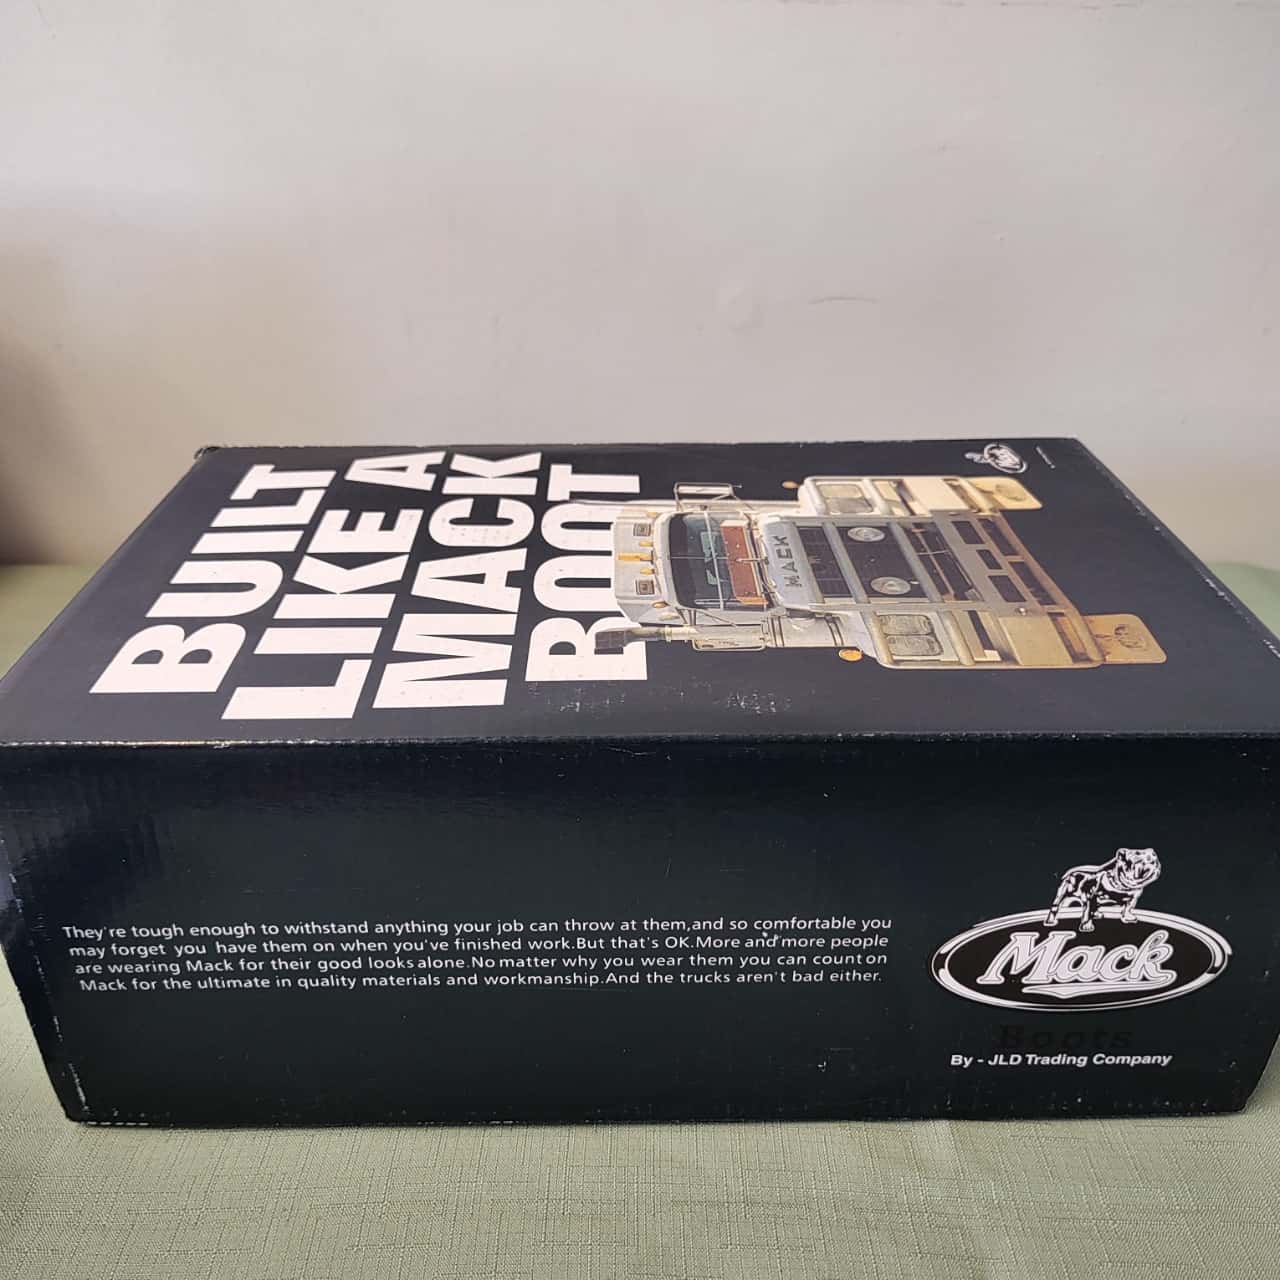 BUILT
LIKE A
MACK
BOOT
MACK
Mack
They're tough enough to withstand anything your job can throw at them,and so comfortable you
may forget you have them on when you've finished work.But that's OK.More and more people
are wearing Mack for their good looks alone.No matter why you wear them you can count on
Mack for the ultimate in quality materials and workmanship.And the trucks aren't bad either.
Mack
Boots
By - JLD Trading Company